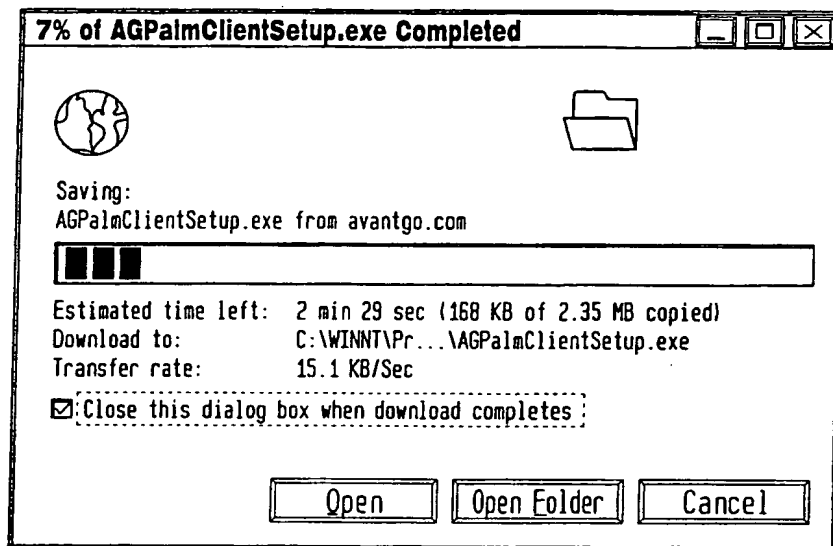 7% of AGPalmClientSetup.exe Completed
Saving:
AGPalmClientSetup.exe from avantgo.com
Estimated time left: 2 min 29 sec (168 KB of 2.35 MB copied)
Download to: C:\WINNT\Pr...\AGPalmClientSetup.exe
Transfer rate: 15.1 KB/Sec
Close this dialog box when download completes
Open Open Folder Cancel